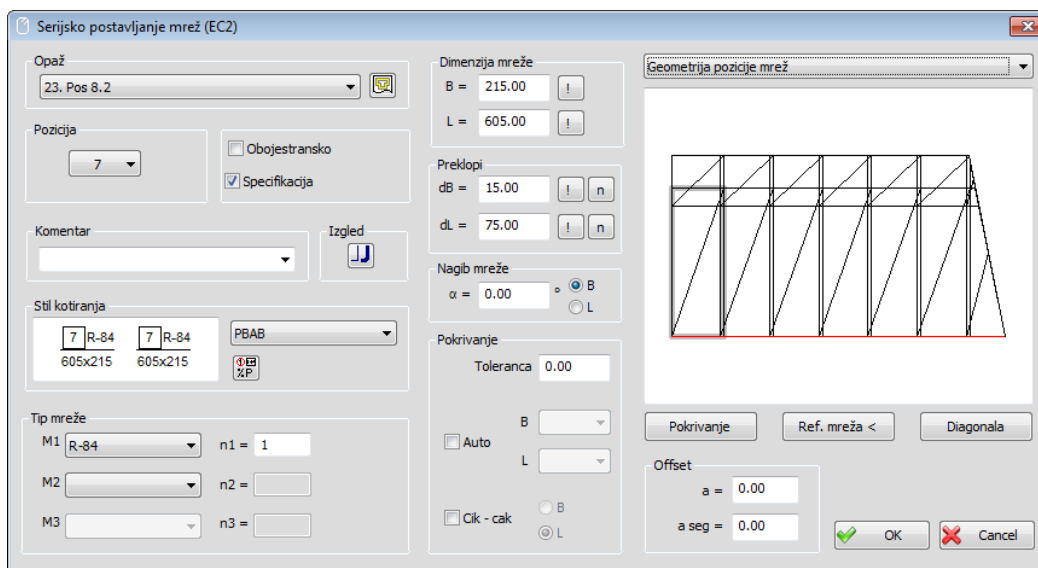 Serijsko postavljanje mrež (EC2)
Opaž
23. Pos 8.2
Pozicija
7
Obojestransko
Specifikacija
Komentar
Izgled
Stil kotiranja
7 R-84 7 R-84
605x215 605x215
PBAB
%P
Tip mreže
M1 R-84 n1 = 1
M2 n2 =
M3 n3 =
Dimenzija mreže
B = 215.00 !
L = 605.00 !
Preklopi
dB = 15.00 ! n
dL = 75.00 ! n
Nagib mreže
α = 0.00 ° B
L
Pokrivanje
Toleranca 0.00
B
Auto
L
Cik - cak
B
L
Geometrija pozicije mrež
Pokrivanje Ref. mreža < Diagonala
Offset
a = 0.00
a seg = 0.00
OK Cancel